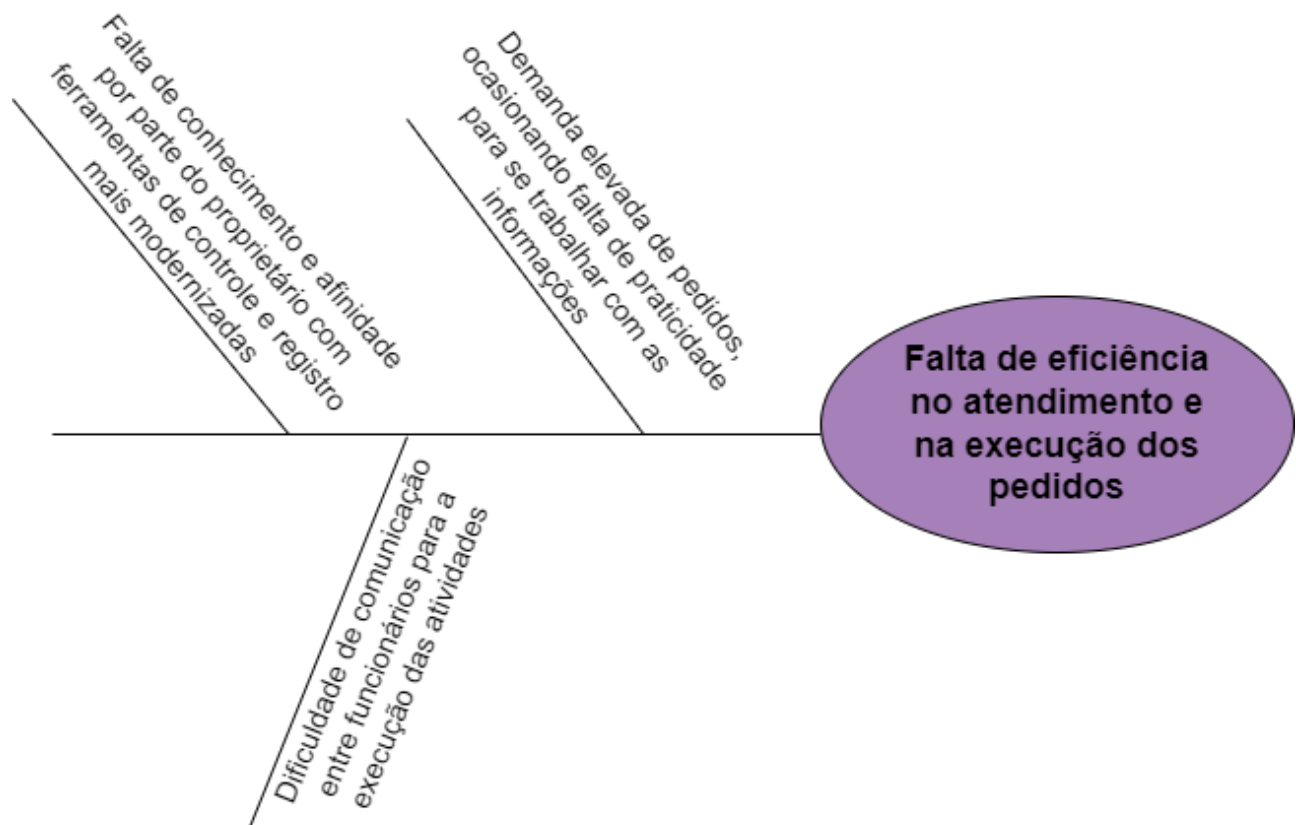 Falta de conhecimento e afinidade
por parte do proprietário com
ferramentas de controle e registro
mais modernizadas
Demanda elevada de pedidos,
ocasionando falta de praticidade
para se trabalhar com as
informações
Falta de eficiência
no atendimento e
na execução dos
pedidos
Dificuldade de comunicação
entre funcionários para a
execução das atividades